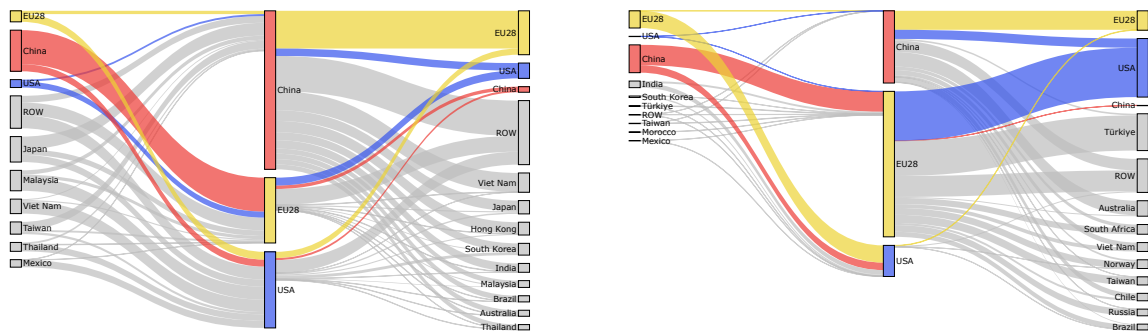 EU28
China
USA
ROW
Japan
Malaysia
Viet Nam
Taiwan
Thailand
Mexico
China
EU28
USA
EU28
USA
China
ROW
Viet Nam
Japan
Hong Kong
South Korea
India
Malaysia
Brazil
Australia
Thailand
EU28
USA
China
India
South Korea
Türkiye
ROW
Taiwan
Morocco
Mexico
China
EU28
USA
EU28
USA
China
Türkiye
ROW
Australia
South Africa
Viet Nam
Norway
Taiwan
Chile
Russia
Brazil